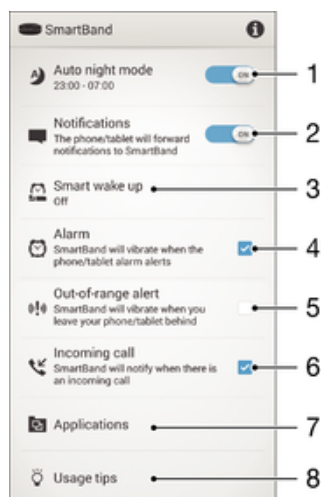 SmartBand
Auto night mode
23:00 - 07:00
ON
1
Notifications
The phone/tablet will forward
notifications to SmartBand
ON
2
Smart wake up
Off
3
Alarm
SmartBand will vibrate when the
phone/tablet alarm alerts
4
Out-of-range alert
SmartBand will vibrate when you
leave your phone/tablet behind
5
Incoming call
SmartBand will notify when there is
an incoming call
6
Applications
7
Usage tips
8